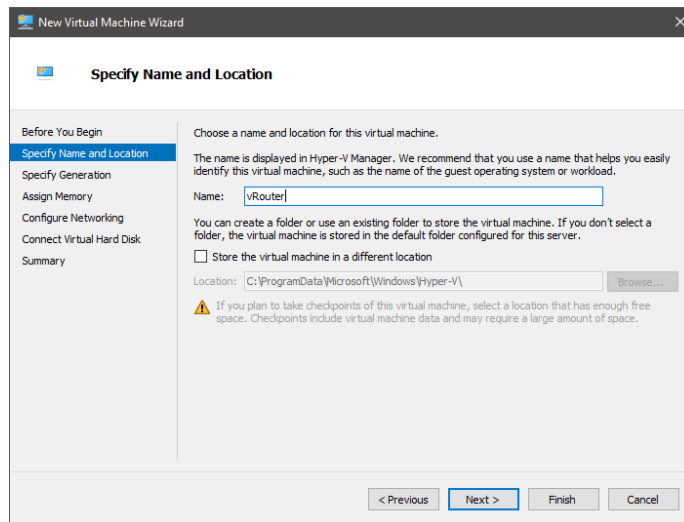 New Virtual Machine Wizard
Specify Name and Location
Before You Begin
Specify Name and Location
Specify Generation
Assign Memory
Configure Networking
Connect Virtual Hard Disk
Summary
Choose a name and location for this virtual machine.
The name is displayed in Hyper-V Manager. We recommend that you use a name that helps you easily
identify this virtual machine, such as the name of the guest operating system or workload.
Name: vRouter
You can create a folder or use an existing folder to store the virtual machine. If you don't select a
folder, the virtual machine is stored in the default folder configured for this server.
Store the virtual machine in a different location
Location: C:\ProgramData\Microsoft\Windows\Hyper-V\ Browse...
If you plan to take checkpoints of this virtual machine, select a location that has enough free
space. Checkpoints include virtual machine data and may require a large amount of space.
< Previous Next > Finish Cancel